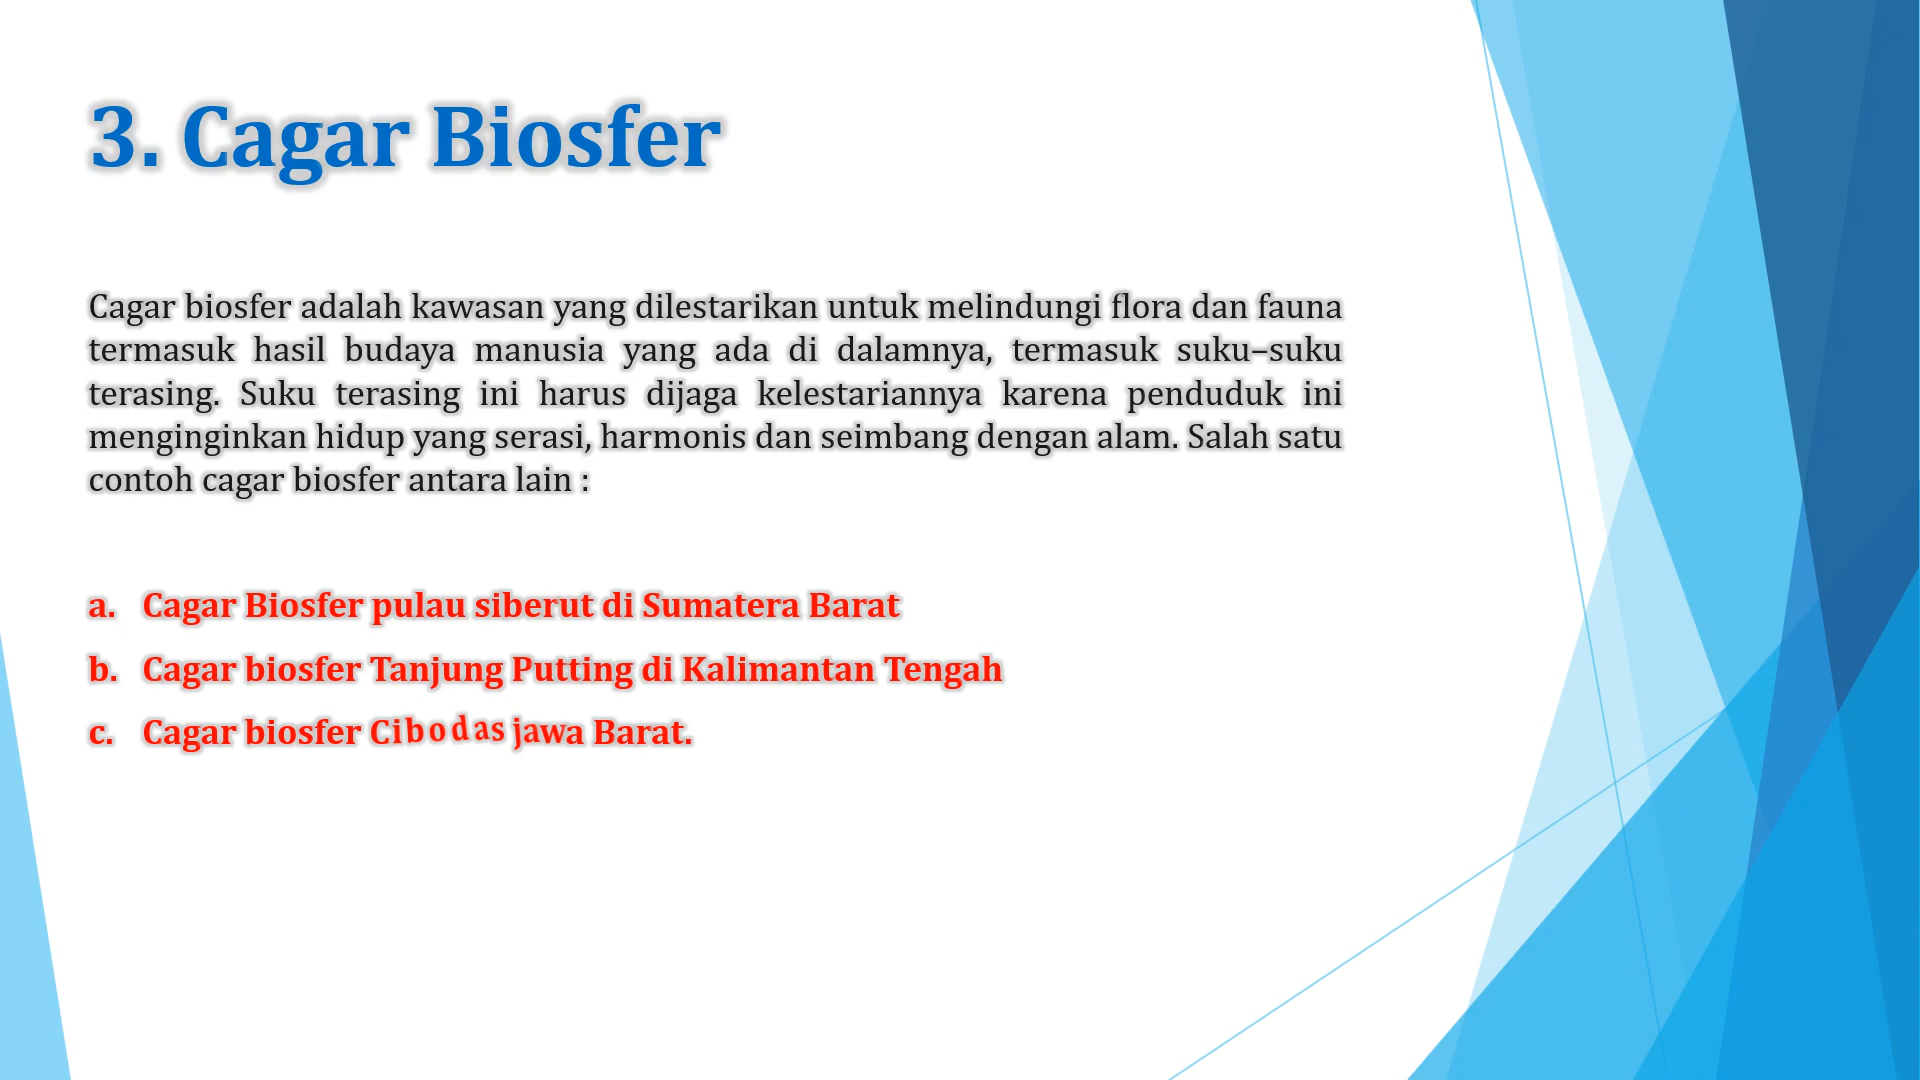 3. Cagar Biosfer
Cagar biosfer adalah kawasan yang dilestarikan untuk melindungi flora dan fauna
termasuk hasil budaya manusia yang ada di dalamnya, termasuk suku–suku
terasing. Suku terasing ini harus dijaga kelestariannya karena penduduk ini
menginginkan hidup yang serasi, harmonis dan seimbang dengan alam. Salah satu
contoh cagar biosfer antara lain :
a. Cagar Biosfer pulau siberut di Sumatera Barat
b. Cagar biosfer Tanjung Putting di Kalimantan Tengah
c. Cagar biosfer Cibodas jawa Barat.